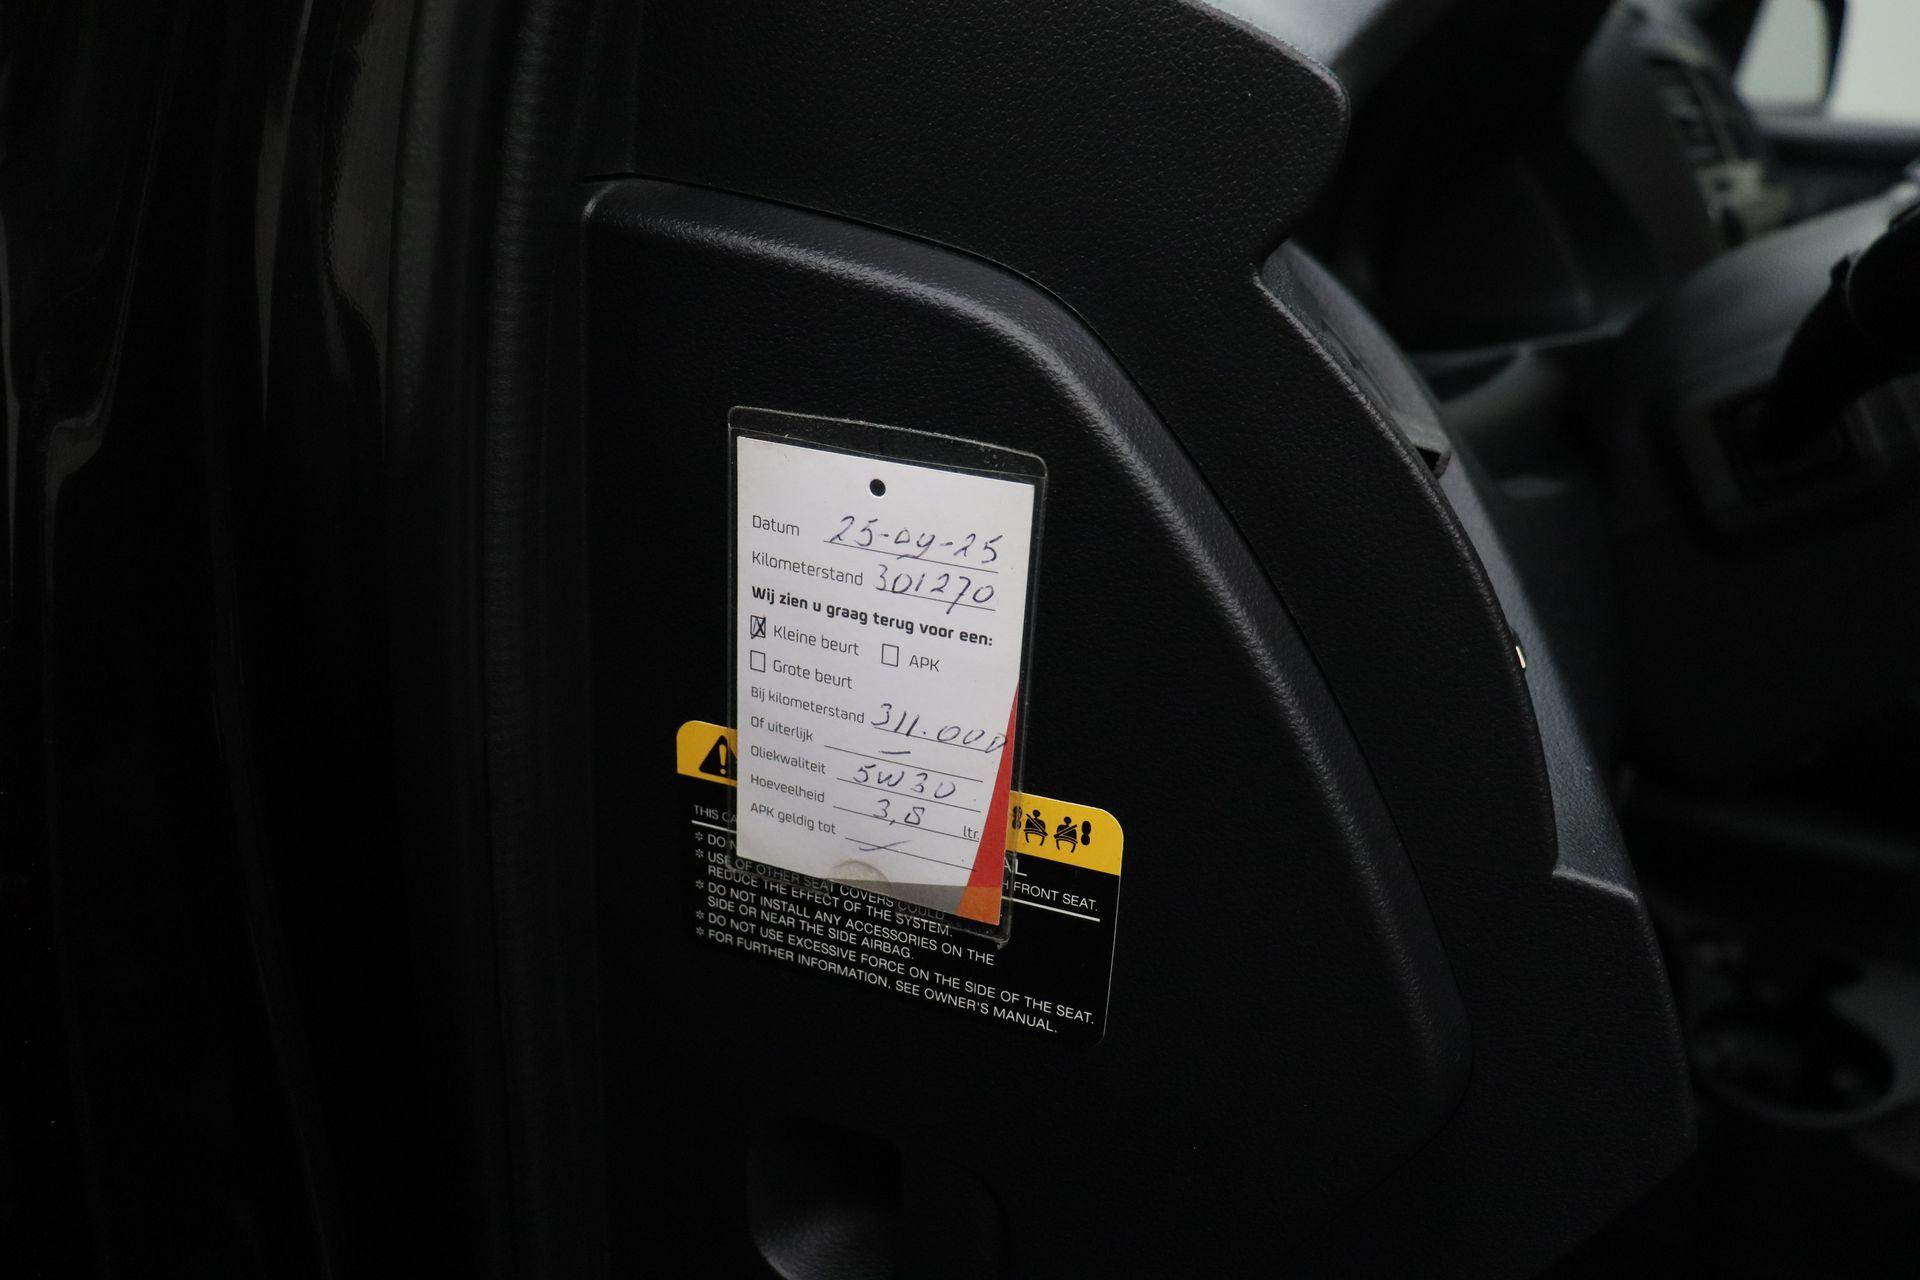 Datum 25-04-25
Kilometerstand 301270
Wij zien u graag terug voor een:
Kleine beurt APK
Grote beurt
Bij kilometerstand 311.000
Of uiterlijk –
Oliekwaliteit 5W30
Hoeveelheid 3,8 ltr.
APK geldig tot –
THIS
H FRONT SEAT.
* DO
* USE OF OTHER SEAT COVERS COULD
REDUCE THE EFFECT OF THE SYSTEM.
* DO NOT INSTALL ANY ACCESSORIES ON THE
SIDE OR NEAR THE SIDE AIRBAG.
* DO NOT USE EXCESSIVE FORCE ON THE SIDE OF THE SEAT.
* FOR FURTHER INFORMATION, SEE OWNER'S MANUAL.